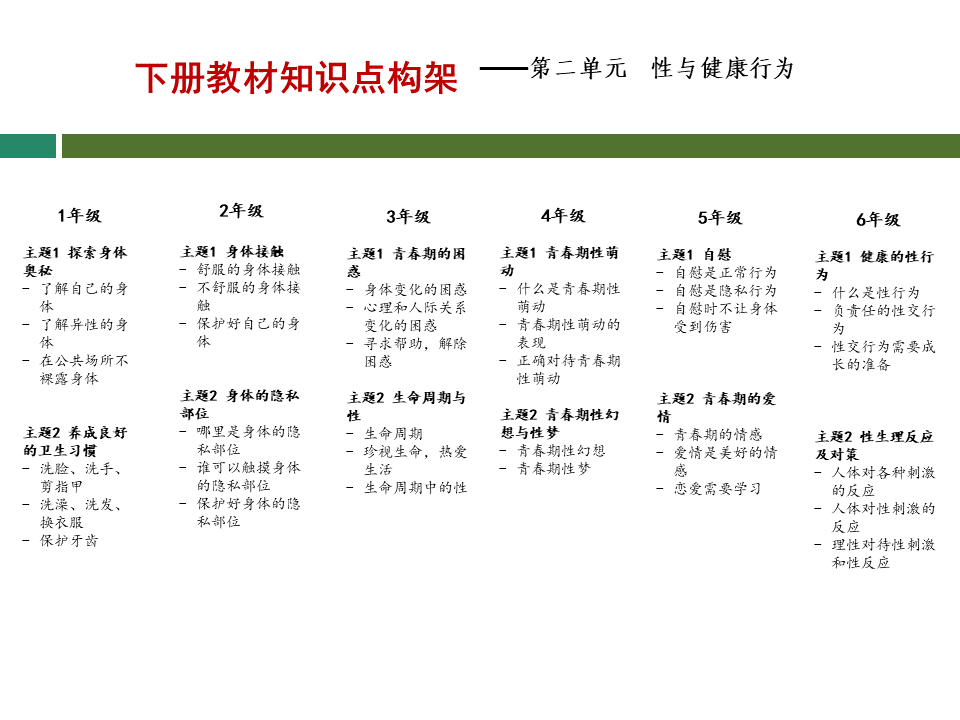 下册教材知识点构架 ——第二单元 性与健康行为
1年级
主题1 探索身体
奥秘
– 了解自己的身
体
– 了解异性的身
体
– 在公共场所不
裸露身体
主题2 养成良好
的卫生习惯
– 洗脸、洗手、
剪指甲
– 洗澡、洗发、
换衣服
– 保护牙齿
2年级
主题1 身体接触
– 舒服的身体接触
– 不舒服的身体接
触
– 保护好自己的身
体
主题2 身体的隐私
部位
– 哪里是身体的隐
私部位
– 谁可以触摸身体
的隐私部位
– 保护好身体的隐
私部位
3年级
主题1 青春期的困
惑
– 身体变化的困惑
– 心理和人际关系
变化的困惑
– 寻求帮助，解除
困惑
主题2 生命周期与
性
– 生命周期
– 珍视生命，热爱
生活
– 生命周期中的性
4年级
主题1 青春期性萌
动
– 什么是青春期性
萌动
– 青春期性萌动的
表现
– 正确对待青春期
性萌动
主题2 青春期性幻
想与性梦
– 青春期性幻想
– 青春期性梦
5年级
主题1 自慰
– 自慰是正常行为
– 自慰是隐私行为
– 自慰时不让身体
受到伤害
主题2 青春期的爱
情
– 青春期的情感
– 爱情是美好的情
感
– 恋爱需要学习
6年级
主题1 健康的性行
为
– 什么是性行为
– 负责任的性交行
为
– 性交行为需要成
长的准备
主题2 性生理反应
及对策
– 人体对各种刺激
的反应
– 人体对性刺激的
反应
– 理性对待性刺激
和性反应